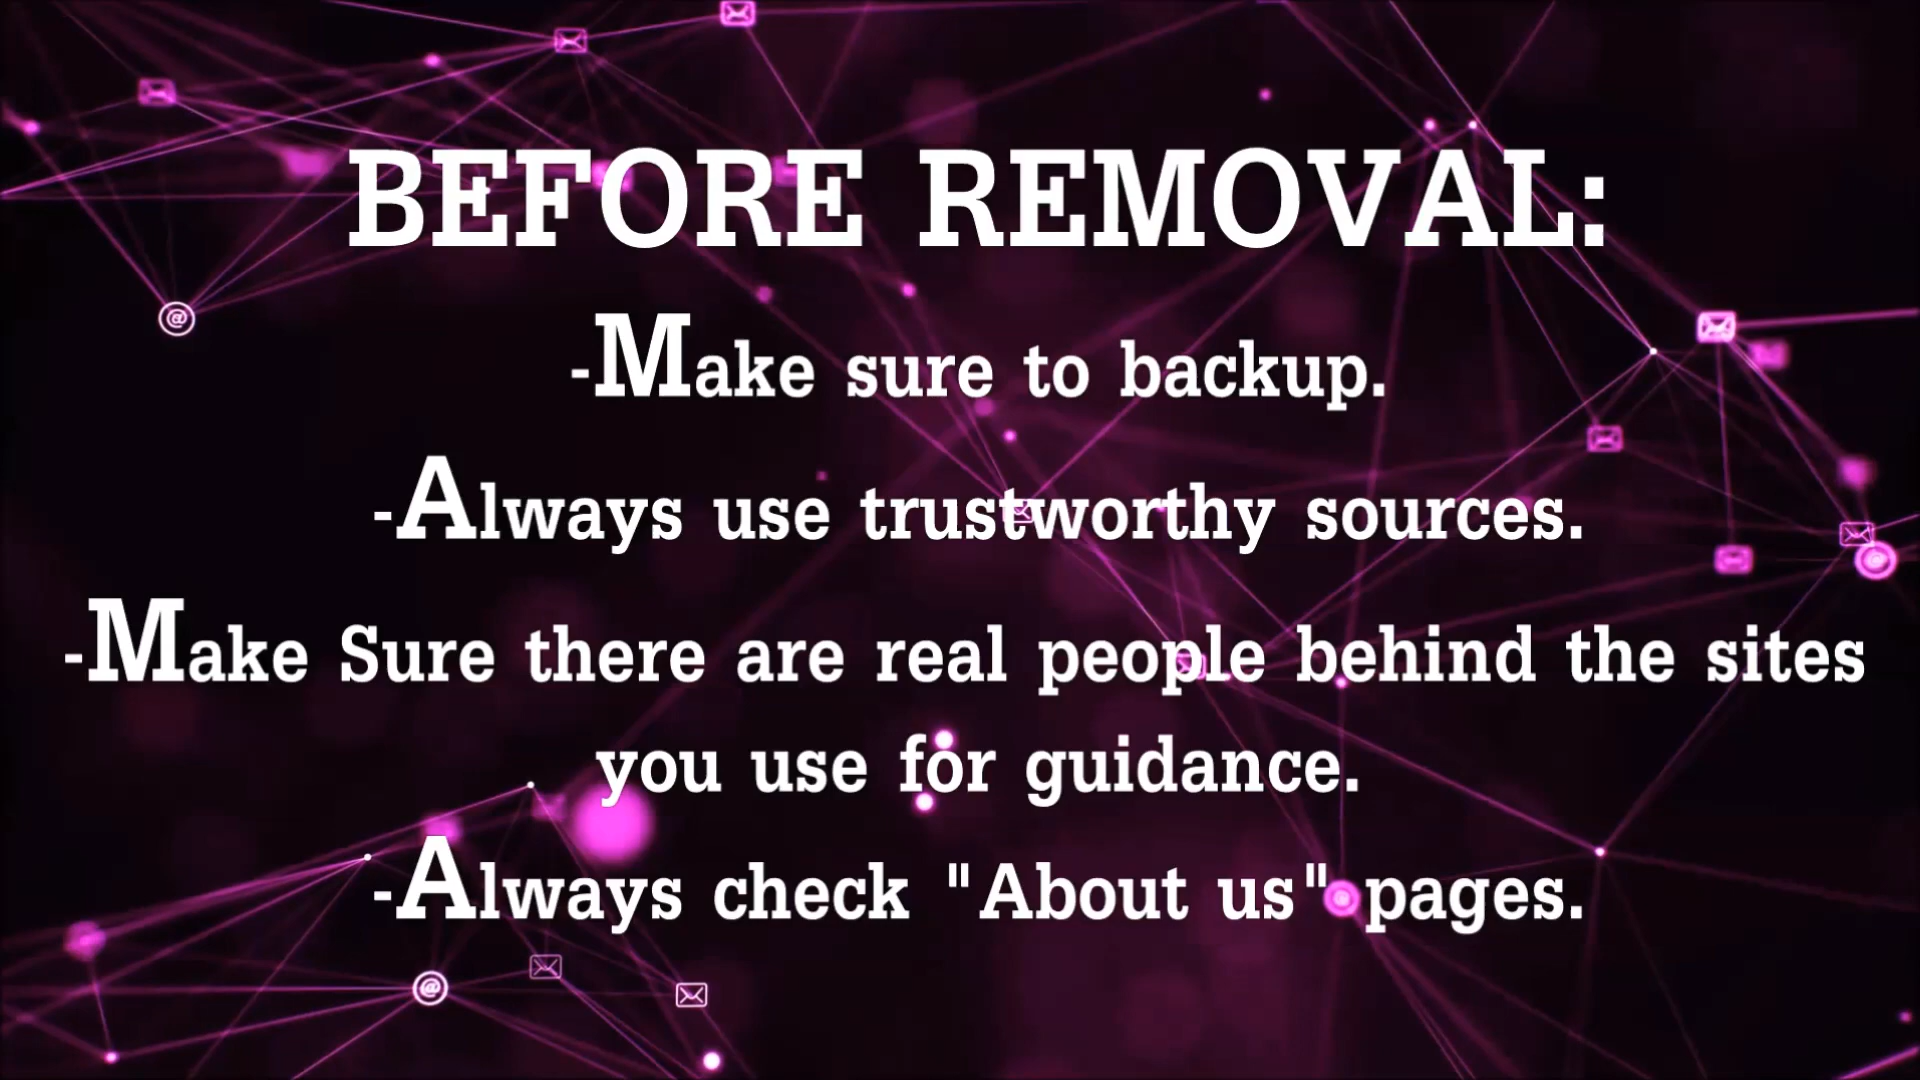 BEFORE REMOVAL:
-Make sure to backup.
-Always use trustworthy sources.
-Make Sure there are real people behind the sites
you use for guidance.
-Always check "About us" pages.